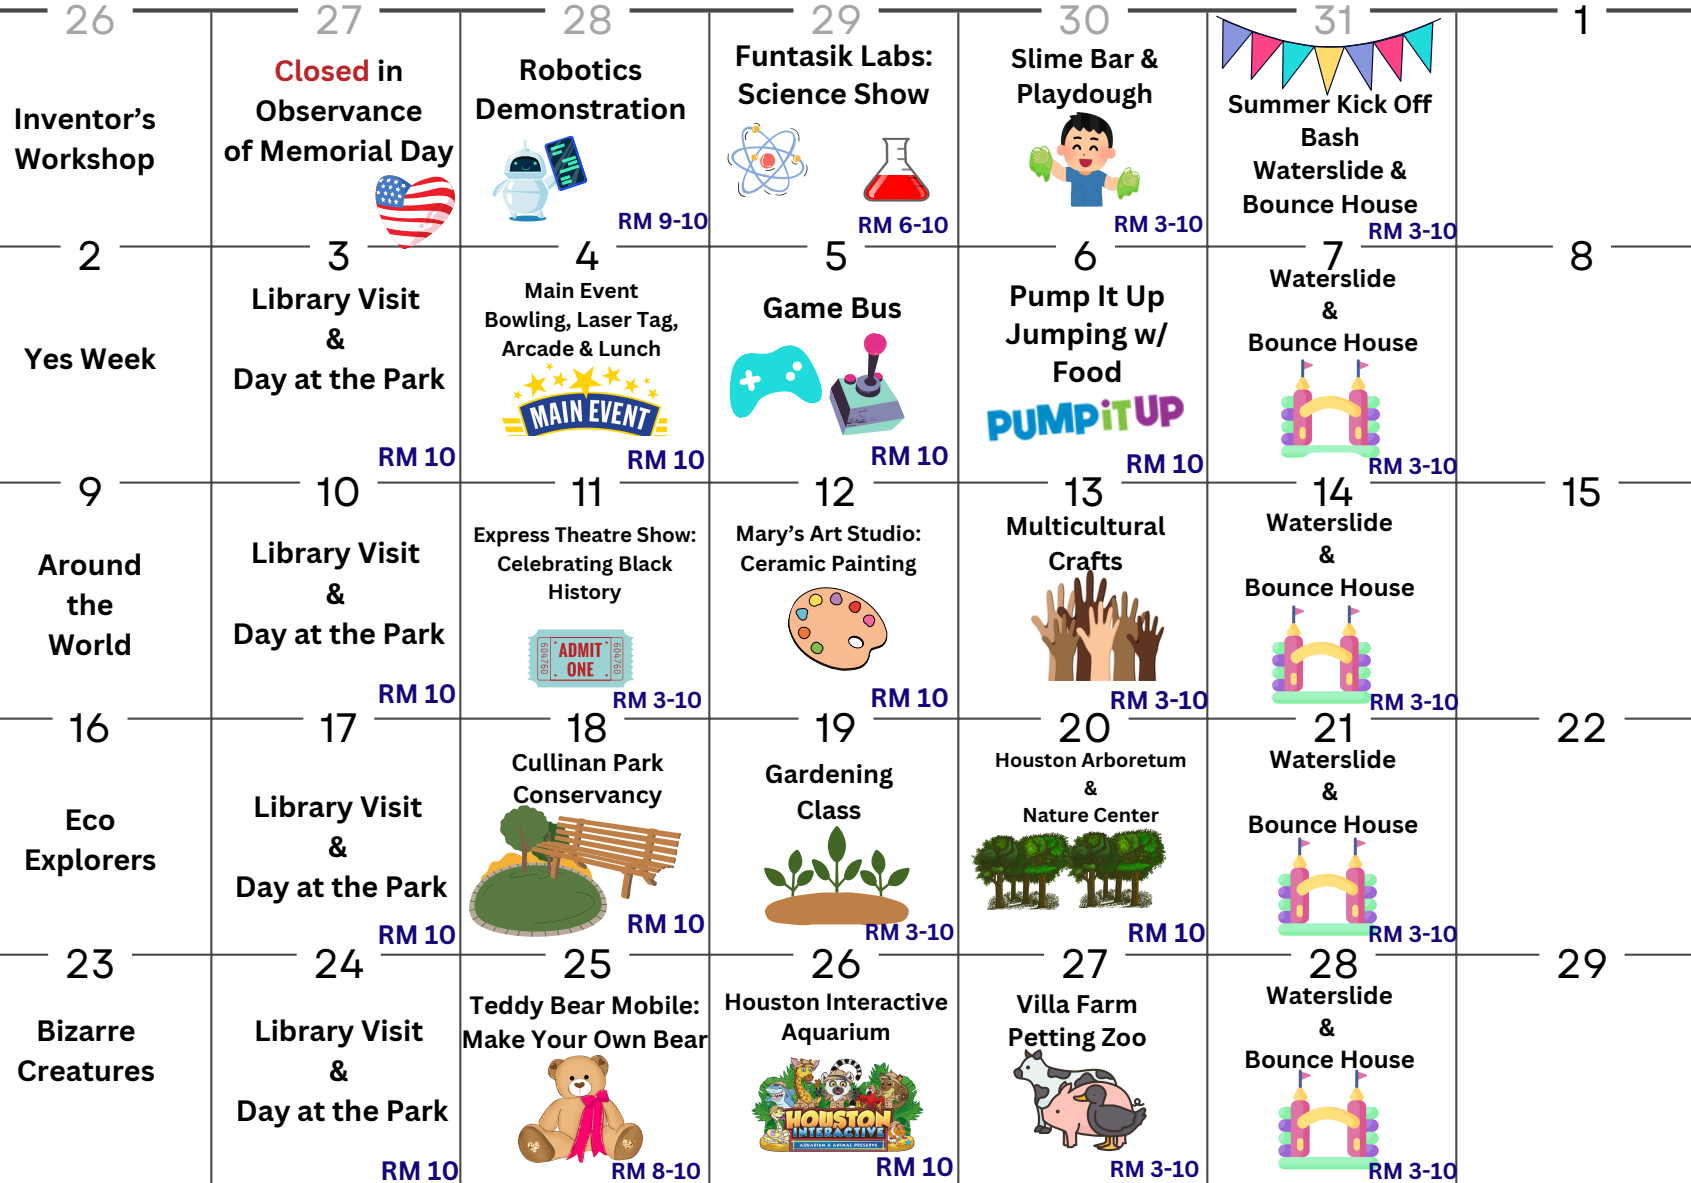 26
27
28
29
30
31
1
Inventor's
Workshop
Closed in
Observance
of Memorial Day
Robotics
Demonstration
RM 9-10
Funtasik Labs:
Science Show
RM 6-10
Slime Bar &
Playdough
RM 3-10
Summer Kick Off
Bash
Waterslide &
Bounce House
RM 3-10
2
3
4
5
6
7
8
Yes Week
Library Visit
&
Day at the Park
RM 10
Main Event
Bowling, Laser Tag,
Arcade & Lunch
MAIN EVENT
RM 10
Game Bus
RM 10
Pump It Up
Jumping w/
Food
PUMP iT UP
RM 10
Waterslide
&
Bounce House
RM 3-10
9
10
11
12
13
14
15
Around
the
World
Library Visit
&
Day at the Park
RM 10
Express Theatre Show:
Celebrating Black
History
604760
ADMIT
ONE
604760
RM 3-10
Mary's Art Studio:
Ceramic Painting
RM 10
Multicultural
Crafts
RM 3-10
Waterslide
&
Bounce House
RM 3-10
16
17
18
19
20
21
22
Eco
Explorers
Library Visit
&
Day at the Park
RM 10
Cullinan Park
Conservancy
RM 10
Gardening
Class
RM 3-10
Houston Arboretum
&
Nature Center
RM 10
Waterslide
&
Bounce House
RM 3-10
23
24
25
26
27
28
29
Bizarre
Creatures
Library Visit
&
Day at the Park
RM 10
Teddy Bear Mobile:
Make Your Own Bear
RM 8-10
Houston Interactive
Aquarium
HOUSTON
INTERACTIVE
AQUARIUM & ANIMAL PRESERVE
RM 10
Villa Farm
Petting Zoo
RM 3-10
Waterslide
&
Bounce House
RM 3-10